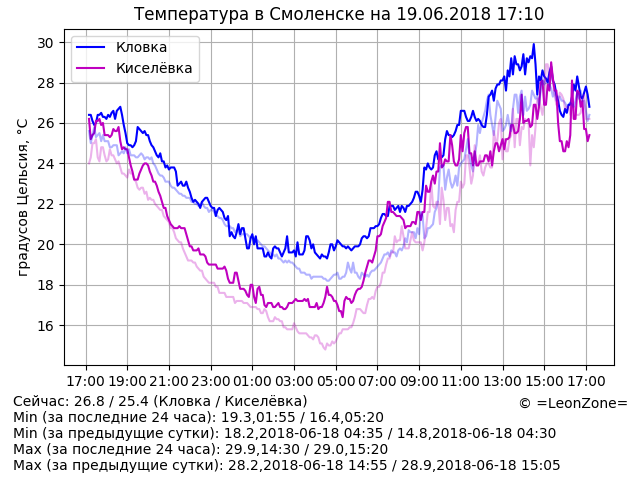 Температура в Смоленске на 19.06.2018 17:10
Кловка
Киселёвка
градусов Цельсия, °C
30
28
26
24
22
20
18
16
17:00 19:00 21:00 23:00 01:00 03:00 05:00 07:00 09:00 11:00 13:00 15:00 17:00
Сейчас: 26.8 / 25.4 (Кловка / Киселёвка)
© =LeonZone=
Min (за последние 24 часа): 19.3,01:55 / 16.4,05:20
Min (за предыдущие сутки): 18.2,2018-06-18 04:35 / 14.8,2018-06-18 04:30
Max (за последние 24 часа): 29.9,14:30 / 29.0,15:20
Max (за предыдущие сутки): 28.2,2018-06-18 14:55 / 28.9,2018-06-18 15:05